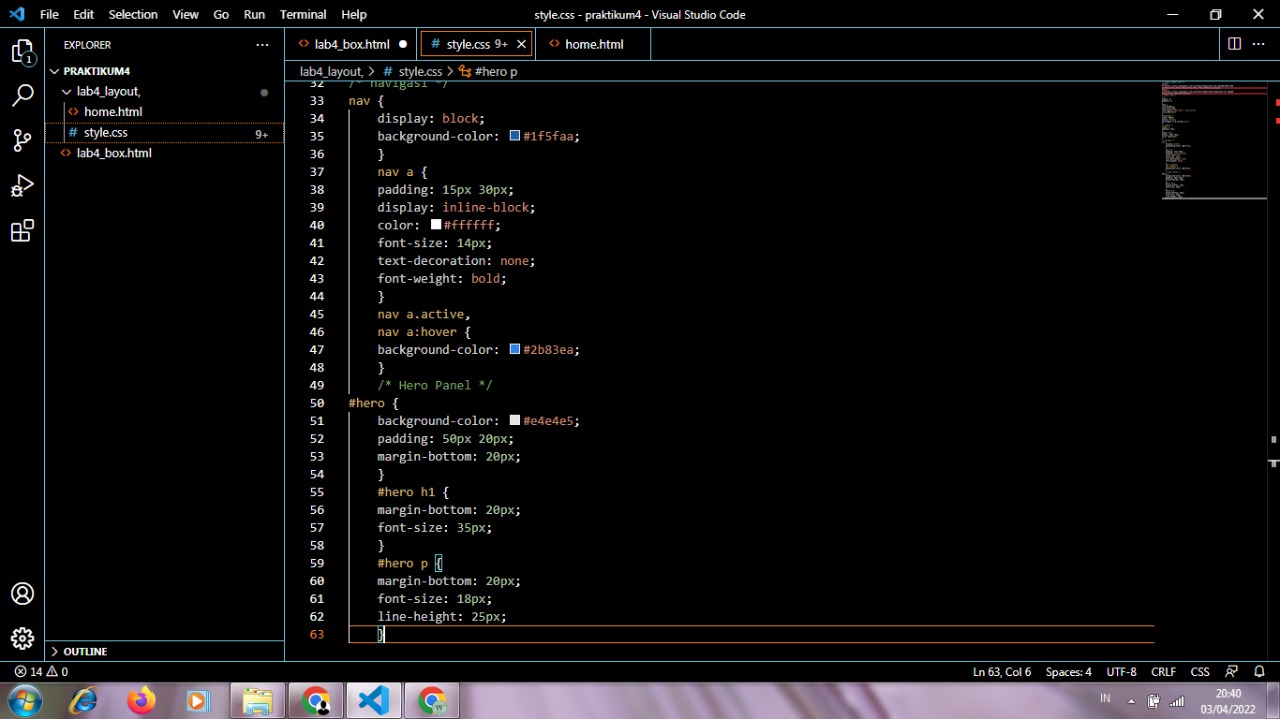 File Edit Selection View Go Run Terminal Help
style.css - praktikum4 - Visual Studio Code
EXPLORER
lab4_box.html
style.css 9+
home.html
PRAKTIKUM4
lab4_layout,
home.html
style.css 9+
lab4_box.html
1
lab4_layout, > style.css > #hero p
32 /* navigasi */
33 nav {
34 display: block;
35 background-color: #1f5faa;
36 }
37 nav a {
38 padding: 15px 30px;
39 display: inline-block;
40 color: #ffffff;
41 font-size: 14px;
42 text-decoration: none;
43 font-weight: bold;
44 }
45 nav a.active,
46 nav a:hover {
47 background-color: #2b83ea;
48 }
49 /* Hero Panel */
50 #hero {
51 background-color: #e4e4e5;
52 padding: 50px 20px;
53 margin-bottom: 20px;
54 }
55 #hero h1 {
56 margin-bottom: 20px;
57 font-size: 35px;
58 }
59 #hero p {
60 margin-bottom: 20px;
61 font-size: 18px;
62 line-height: 25px;
63 }
OUTLINE
14 0
Ln 63, Col 6 Spaces: 4 UTF-8 CRLF CSS
IN
20:40
03/04/2022